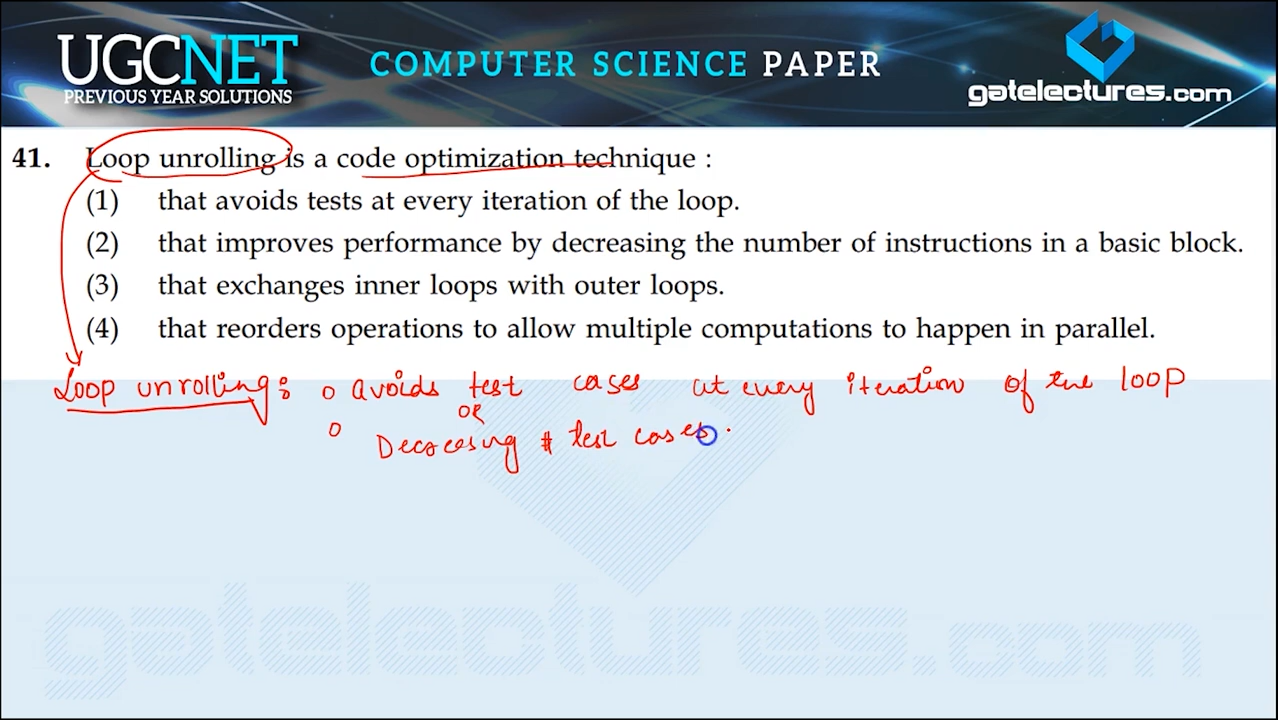 UGCNET
PREVIOUS YEAR SOLUTIONS
COMPUTER SCIENCE PAPER
gatelectures.com
41. Loop unrolling is a code optimization technique :
(1) that avoids tests at every iteration of the loop.
(2) that improves performance by decreasing the number of instructions in a basic block.
(3) that exchanges inner loops with outer loops.
(4) that reorders operations to allow multiple computations to happen in parallel.
Loop unrolling : o avoids test cases at every iteration of the loop
OR
o Decreasing # test cases.
gatelectures.com